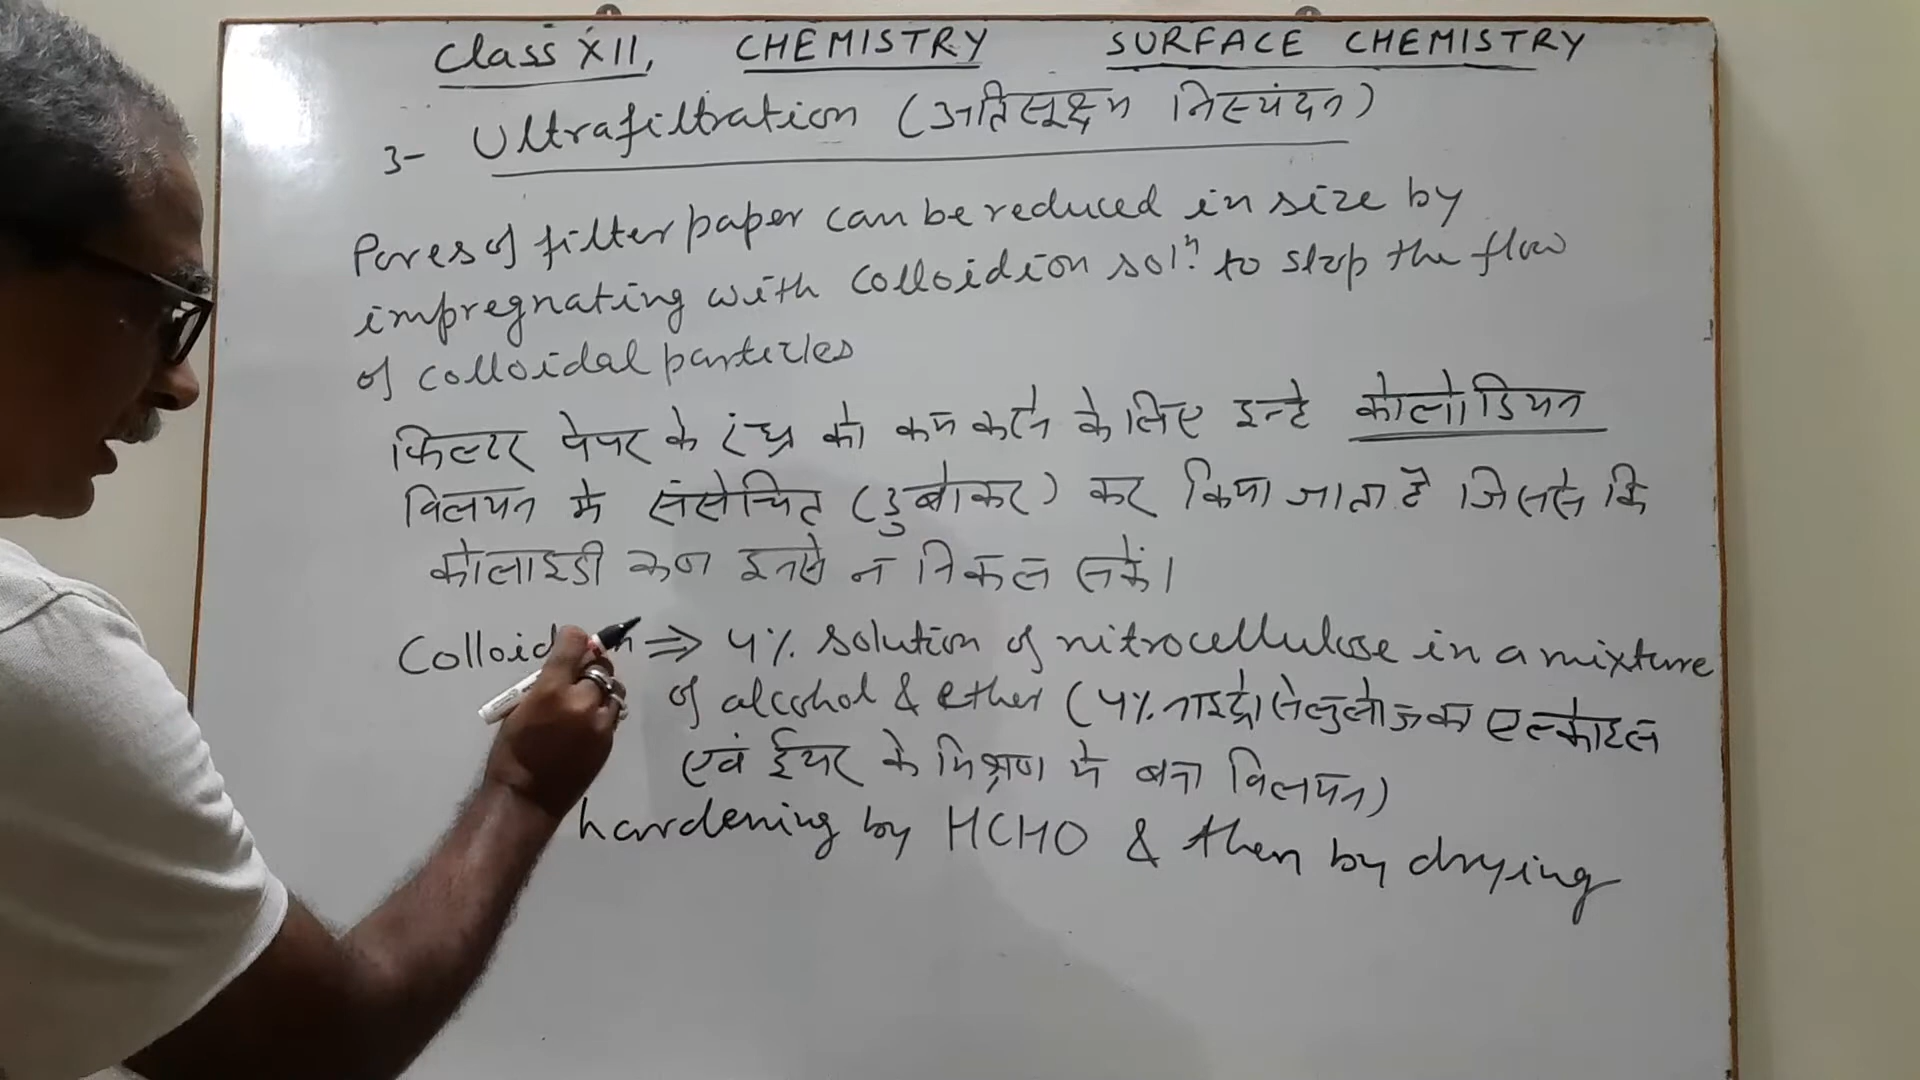 Class XII, CHEMISTRY SURFACE CHEMISTRY
3- Ultrafiltration (अतिसूक्ष्म निस्यंदन)
Pores of filter paper can be reduced in size by
impregnating with colloidion solⁿ. to stop the flow
of colloidal particles
फिल्टर पेपर के रंध्र को कम करने के लिए इन्हे कोलोडियन
विलयन मे संसेचित (डुबोकर) कर किया जाता है जिससे कि
कोलाइडी कण इनसे न निकल सकें।
⇒ 4% solution of nitrocellulose in a mixture
of alcohol & ether (4% नाइट्रोसेलुलोज का एल्कोहल
एवं ईथर के मिश्रण मे बना विलयन)
hardening by HCHO & then by drying